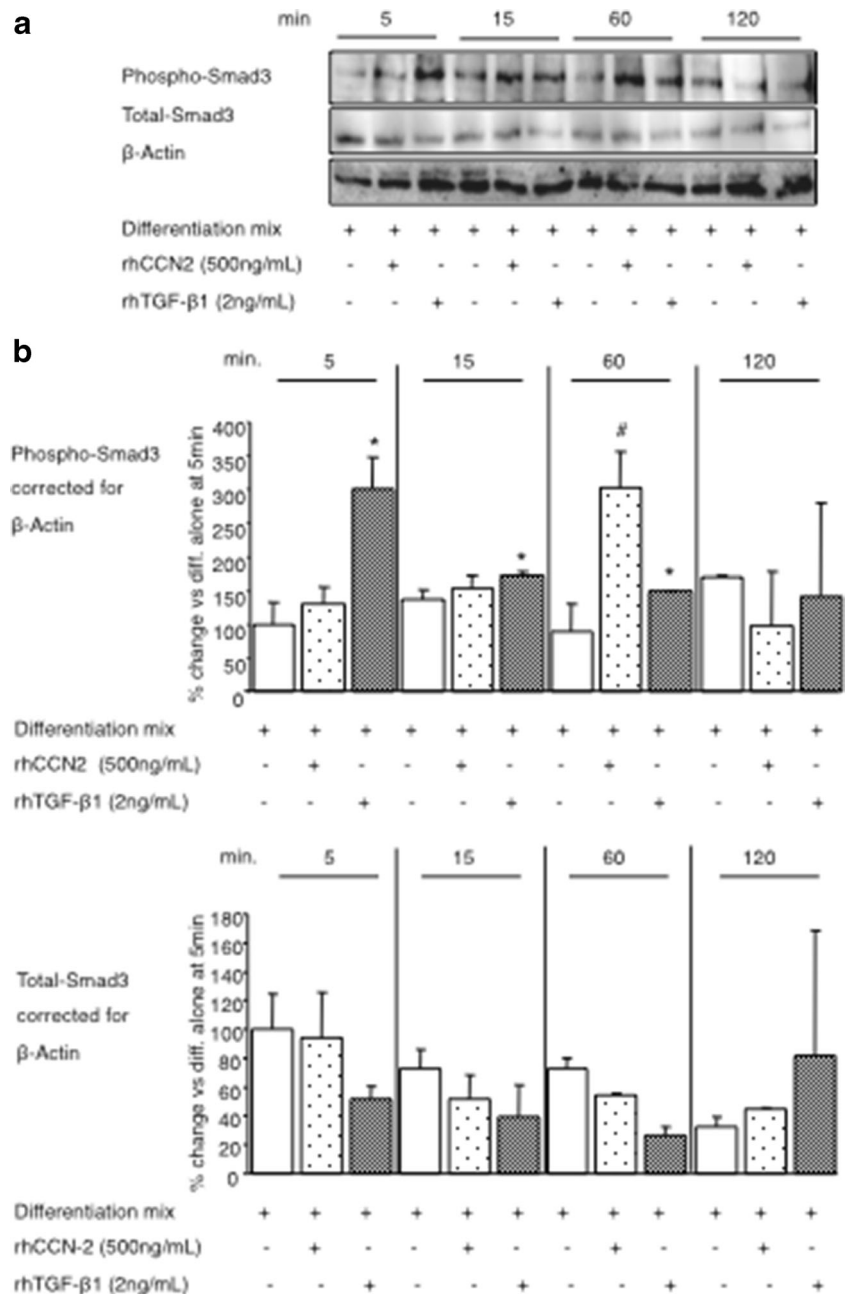 a
min 5 15 60 120
Phospho-Smad3
Total-Smad3
β-Actin
Differentiation mix + + + + + + + + + + + +
rhCCN2 (500ng/mL) - + - - + - - + - - + -
rhTGF-β1 (2ng/mL) - - + - - + - - + - - +
b
min. 5 15 60 120
Phospho-Smad3
corrected for
β-Actin
% change vs diff. alone at 5min
400
350
300
200
150
100
50
0
* * # *
Differentiation mix + + + + + + + + + + + +
rhCCN2 (500ng/mL) - + - - + - - + - - + -
rhTGF-β1 (2ng/mL) - - + - - + - - + - - +
min. 5 15 60 120
Total-Smad3
corrected for
β-Actin
% change vs diff. alone at 5min
180
160
140
120
100
80
60
40
20
0
Differentiation mix + + + + + + + + + + + +
rhCCN-2 (500ng/mL) - + - - + - - + - - + -
rhTGF-β1 (2ng/mL) - - + - - + - - + - - +